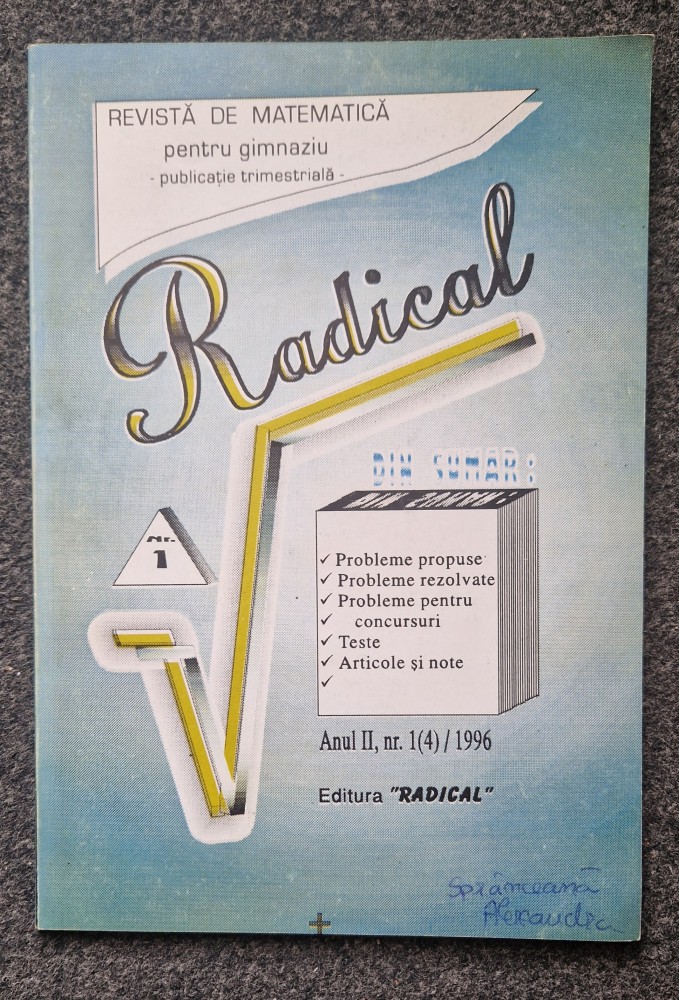 REVISTĂ DE MATEMATICĂ
pentru gimnaziu
- publicație trimestrială -
Radical
DIN SUMAR:
Nr.
1
✓ Probleme propuse
✓ Probleme rezolvate
✓ Probleme pentru
✓ concursuri
✓ Teste
✓ Articole și note
✓
Anul II, nr. 1(4) / 1996
Editura "RADICAL"
Sprânceană
Alexandra